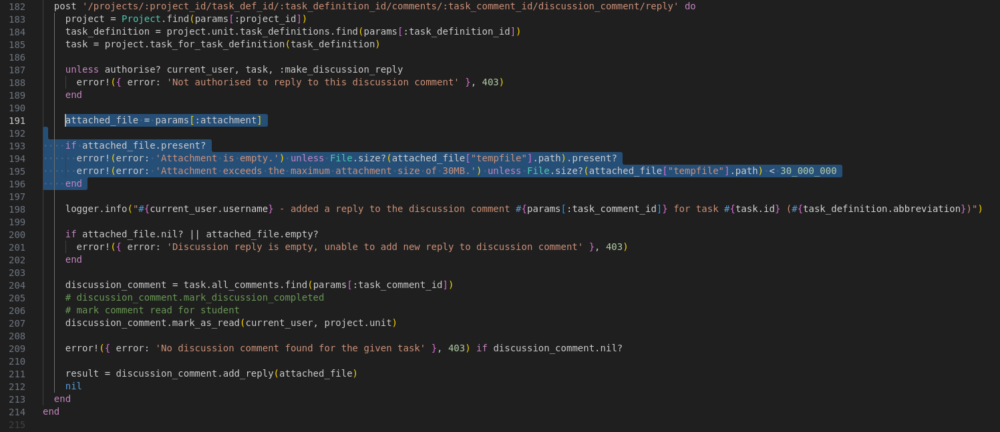 182 post '/projects/:project_id/task_def_id/:task_definition_id/comments/:task_comment_id/discussion_comment/reply' do
183 project = Project.find(params[:project_id])
184 task_definition = project.unit.task_definitions.find(params[:task_definition_id])
185 task = project.task_for_task_definition(task_definition)
186
187 unless authorise? current_user, task, :make_discussion_reply
188 error!({ error: 'Not authorised to reply to this discussion comment' }, 403)
189 end
190
191 attached_file = params[:attachment]
192
193 if attached_file.present?
194 error!(error: 'Attachment is empty.') unless File.size?(attached_file["tempfile"].path).present?
195 error!(error: 'Attachment exceeds the maximum attachment size of 30MB.') unless File.size?(attached_file["tempfile"].path) < 30_000_000
196 end
197
198 logger.info("#{current_user.username} - added a reply to the discussion comment #{params[:task_comment_id]} for task #{task.id} (#{task_definition.abbreviation})")
199
200 if attached_file.nil? || attached_file.empty?
201 error!({ error: 'Discussion reply is empty, unable to add new reply to discussion comment' }, 403)
202 end
203
204 discussion_comment = task.all_comments.find(params[:task_comment_id])
205 # discussion_comment.mark_discussion_completed
206 # mark comment read for student
207 discussion_comment.mark_as_read(current_user, project.unit)
208
209 error!({ error: 'No discussion comment found for the given task' }, 403) if discussion_comment.nil?
210
211 result = discussion_comment.add_reply(attached_file)
212 nil
213 end
214 end
215